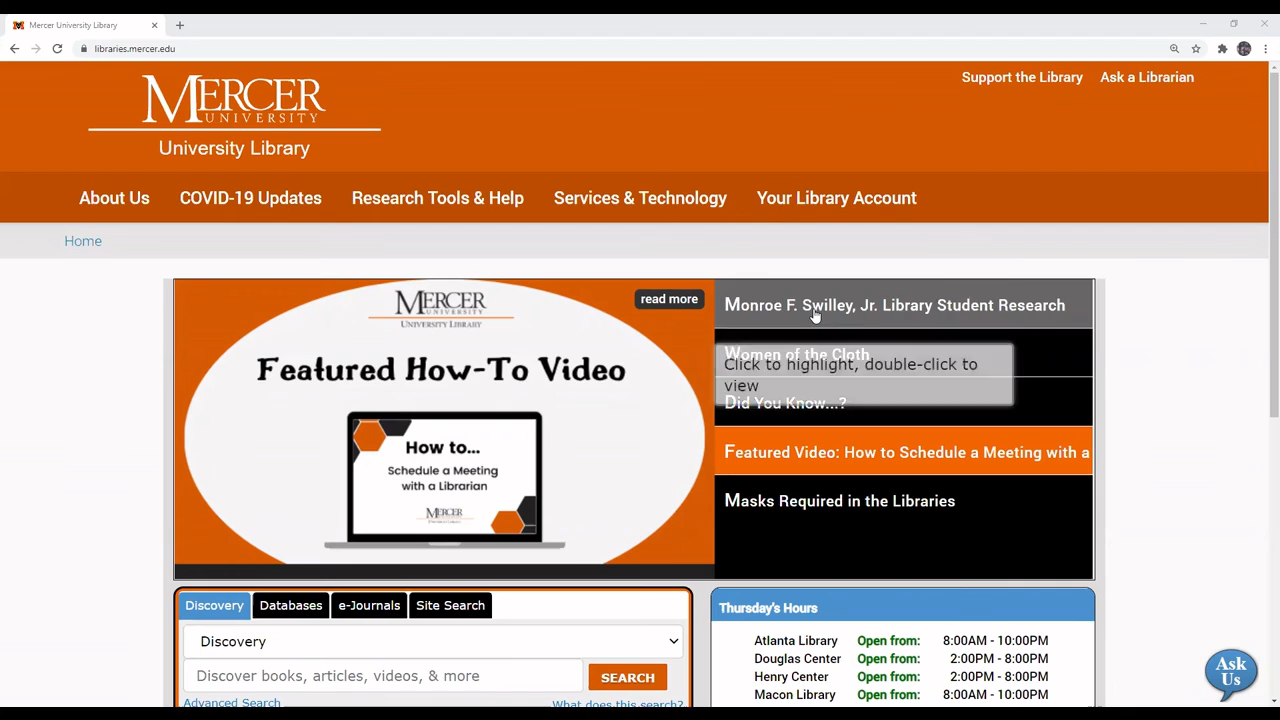 Mercer University Library
libraries.mercer.edu
MERCER
UNIVERSITY
University Library
Support the Library
Ask a Librarian
About Us
COVID-19 Updates
Research Tools & Help
Services & Technology
Your Library Account
Home
MERCER
UNIVERSITY
UNIVERSITY LIBRARY
read more
Featured How-To Video
How to...
Schedule a Meeting
with a Librarian
MERCER
UNIVERSITY
Monroe F. Swilley, Jr. Library Student Research
Women of the Cloth
Click to highlight, double-click to
view
Did You Know...?
Featured Video: How to Schedule a Meeting with a
Masks Required in the Libraries
Discovery
Databases
e-Journals
Site Search
Discovery
Discover books, articles, videos, & more
SEARCH
Advanced Search
What does this search?
Thursday's Hours
Atlanta Library Open from: 8:00AM - 10:00PM
Douglas Center Open from: 2:00PM - 8:00PM
Henry Center Open from: 2:00PM - 8:00PM
Macon Library Open from: 8:00AM - 10:00PM
Ask
Us